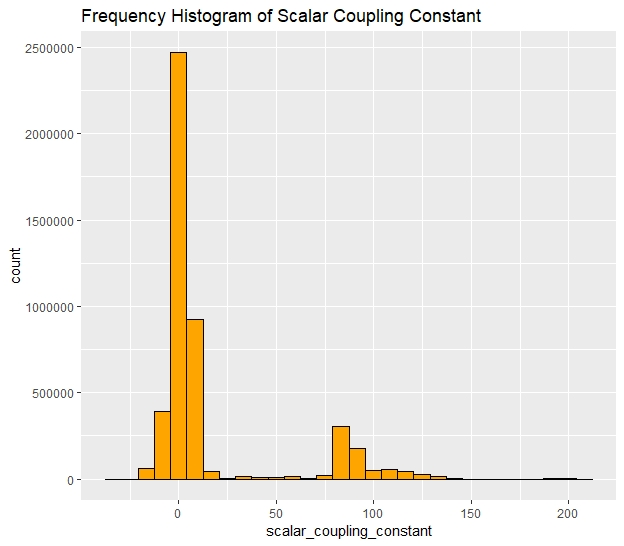 Frequency Histogram of Scalar Coupling Constant
2500000
2000000
1500000
1000000
500000
0
count
0 50 100 150 200
scalar_coupling_constant